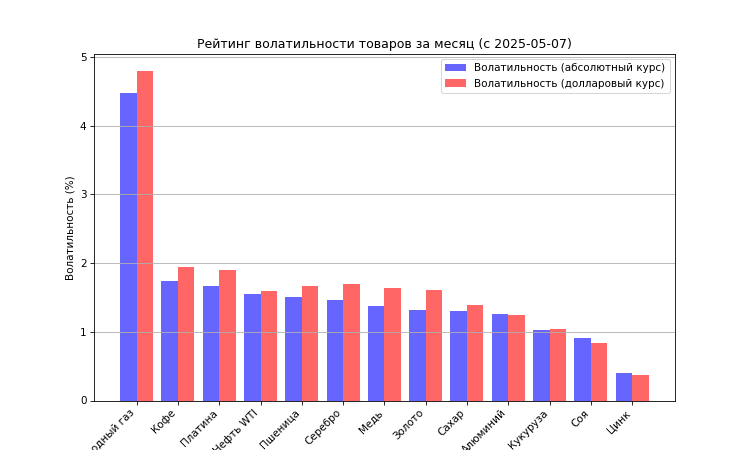 Рейтинг волатильности товаров за месяц (с 2025-05-07)
Волатильность (абсолютный курс)
Волатильность (долларовый курс)
Волатильность (%)
5
4
3
2
1
0
газ
Кофе
Платина
Нефть WTI
Пшеница
Серебро
Медь
Золото
Сахар
Алюминий
Кукуруза
Соя
Цинк